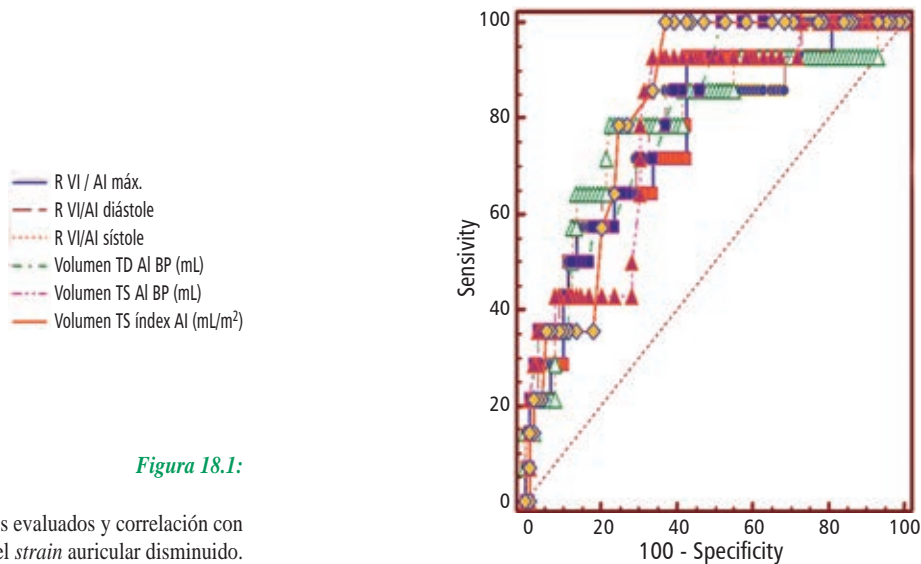 R VI / AI máx.
R VI/AI diástole
R VI/AI sístole
Volumen TD Al BP (mL)
Volumen TS Al BP (mL)
Volumen TS índex AI (mL/m²)
Figura 18.1:
s evaluados y correlación con
el strain auricular disminuido.
100
80
60
40
20
0
Sensivity
0 20 40 60 80 100
100 - Specificity